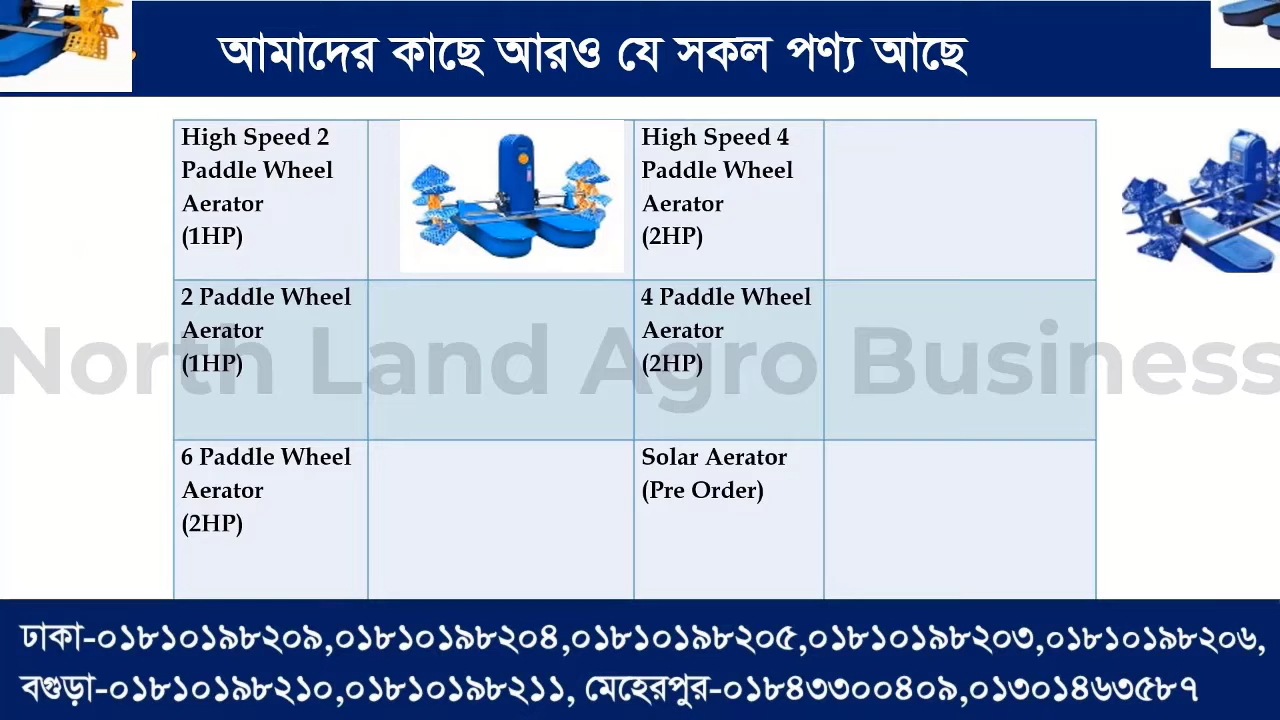 আমাদের কাছে আরও যে সকল পণ্য আছে
High Speed 2
Paddle Wheel
Aerator
(1HP)
High Speed 4
Paddle Wheel
Aerator
(2HP)
2 Paddle Wheel
Aerator
(1HP)
4 Paddle Wheel
Aerator
(2HP)
North Land Agro Business
6 Paddle Wheel
Aerator
(2HP)
Solar Aerator
(Pre Order)
ঢাকা-০১৮১০১৯৮২০৯,০১৮১০১৯৮২০৪,০১৮১০১৯৮২০৫,০১৮১০১৯৮২০৩,০১৮১০১৯৮২০৬,
বগুড়া-০১৮১০১৯৮২১০,০১৮১০১৯৮২১১, মেহেরপুর-০১৮৪৩৩০০৪০৯,০১৩০১৪৬৩৫৮৭